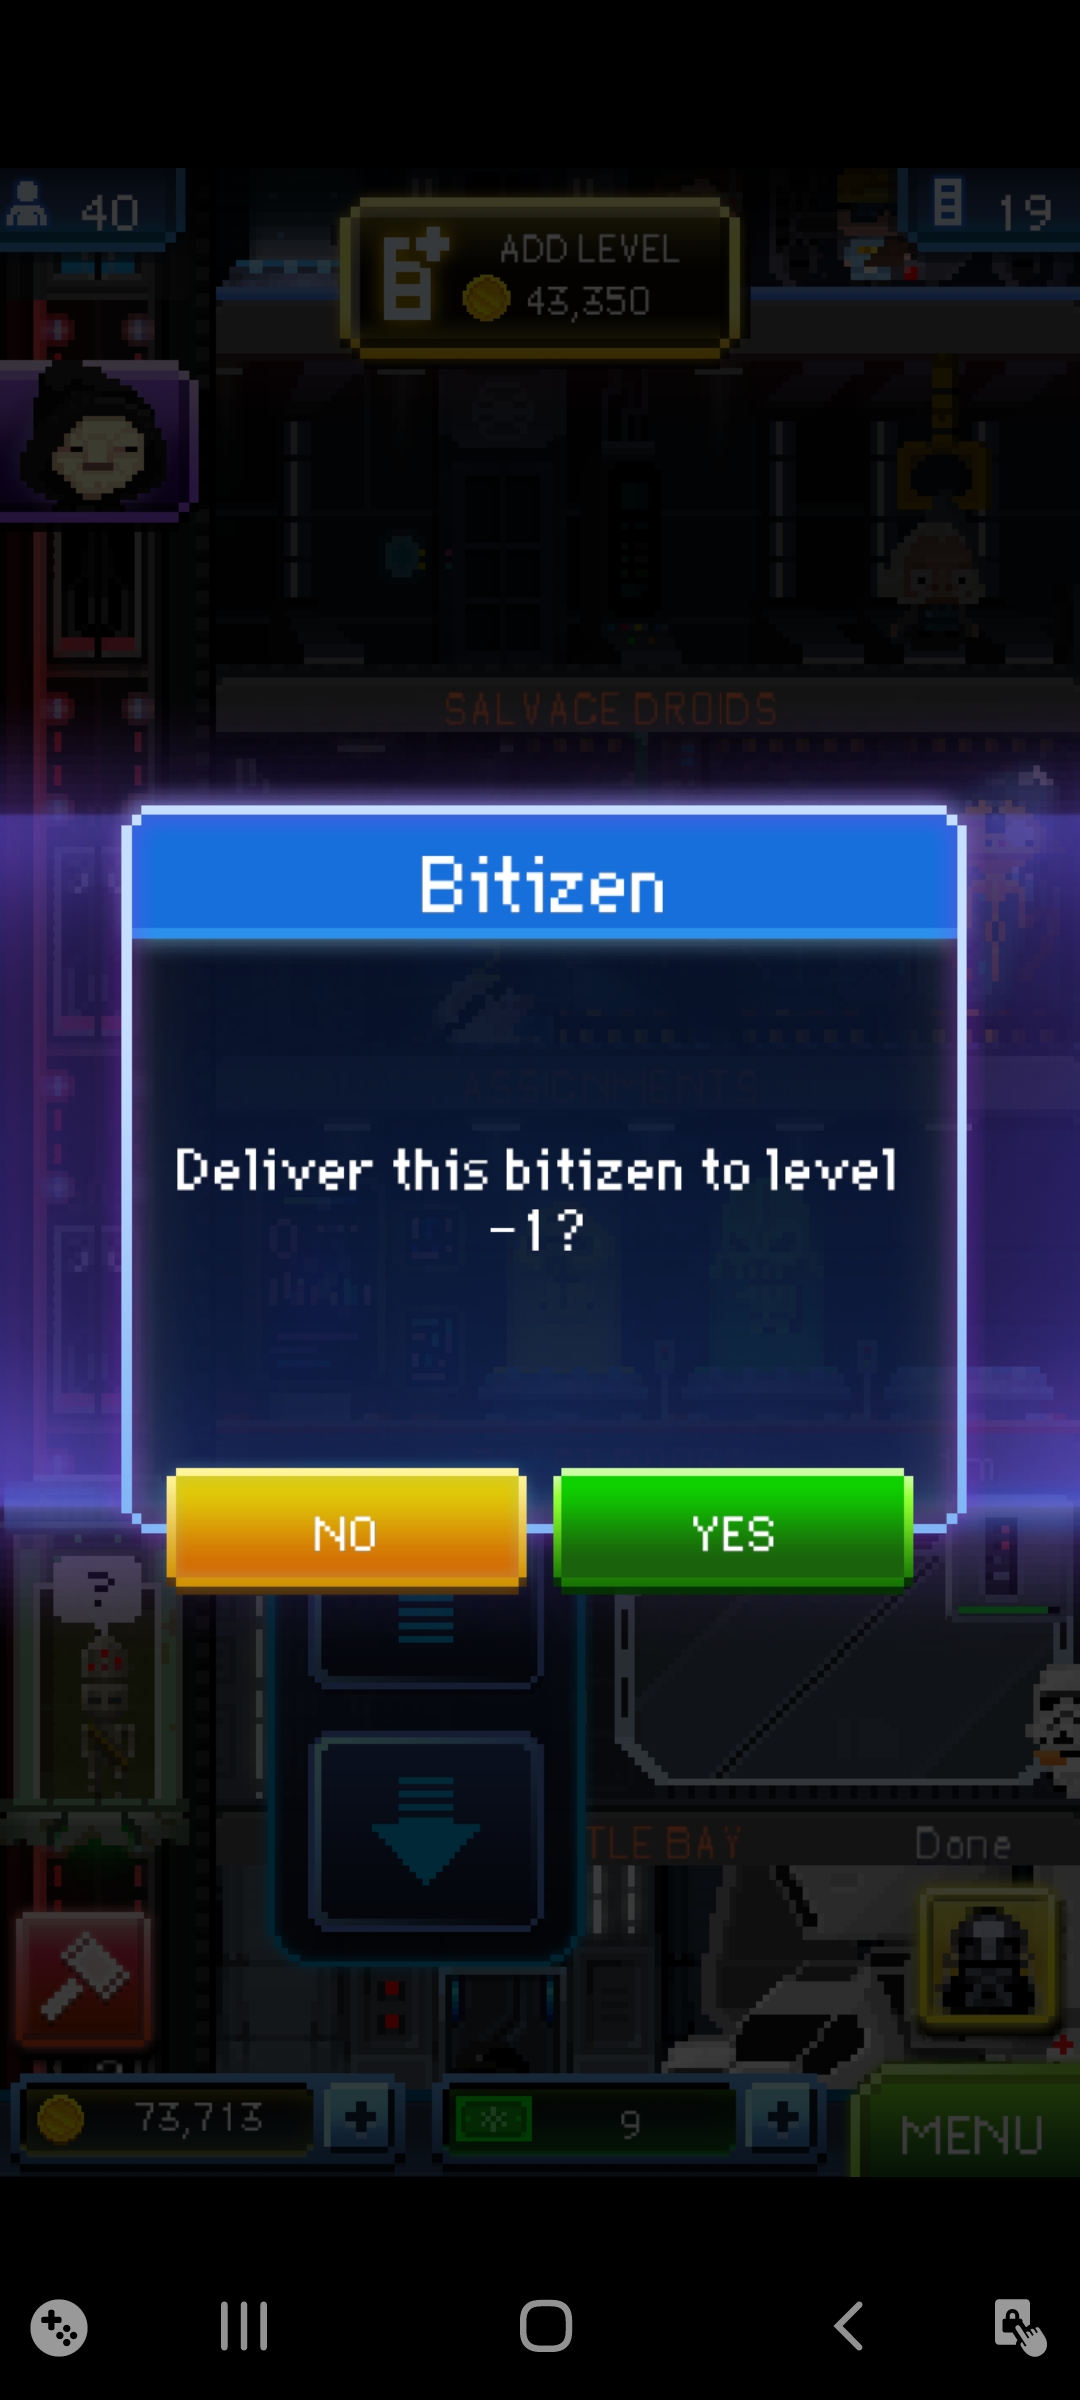 40
ADD LEVEL
43,350
19
SALVAGE DROIDS
Bitizen
ASSIGNMENTS
Deliver this bitizen to level
-1?
NO
YES
?
TLE BAY
Done
73,713
9
MENU